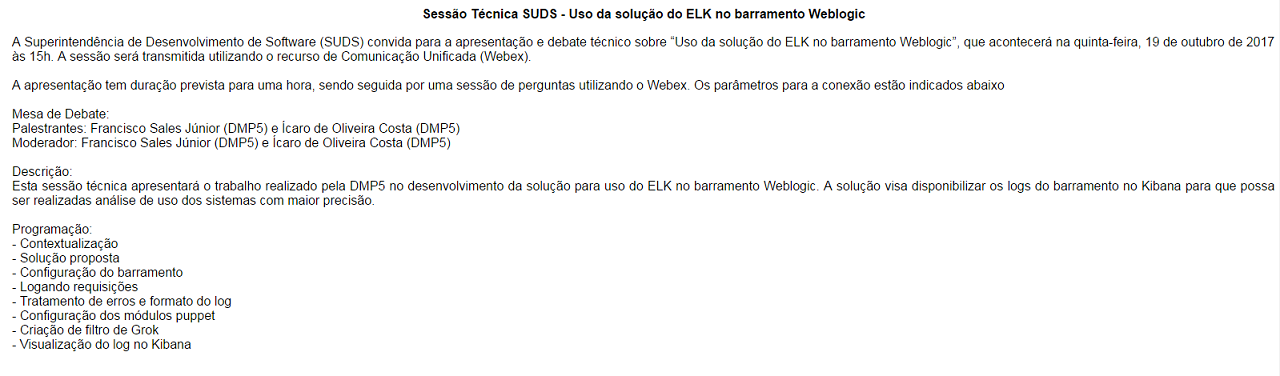 Sessão Técnica SUDS - Uso da solução do ELK no barramento Weblogic
A Superintendência de Desenvolvimento de Software (SUDS) convida para a apresentação e debate técnico sobre “Uso da solução do ELK no barramento Weblogic”, que acontecerá na quinta-feira, 19 de outubro de 2017
às 15h. A sessão será transmitida utilizando o recurso de Comunicação Unificada (Webex).
A apresentação tem duração prevista para uma hora, sendo seguida por uma sessão de perguntas utilizando o Webex. Os parâmetros para a conexão estão indicados abaixo
Mesa de Debate:
Palestrantes: Francisco Sales Júnior (DMP5) e Ícaro de Oliveira Costa (DMP5)
Moderador: Francisco Sales Júnior (DMP5) e Ícaro de Oliveira Costa (DMP5)
Descrição:
Esta sessão técnica apresentará o trabalho realizado pela DMP5 no desenvolvimento da solução para uso do ELK no barramento Weblogic. A solução visa disponibilizar os logs do barramento no Kibana para que possa
ser realizadas análise de uso dos sistemas com maior precisão.
Programação:
- Contextualização
- Solução proposta
- Configuração do barramento
- Logando requisições
- Tratamento de erros e formato do log
- Configuração dos módulos puppet
- Criação de filtro de Grok
- Visualização do log no Kibana